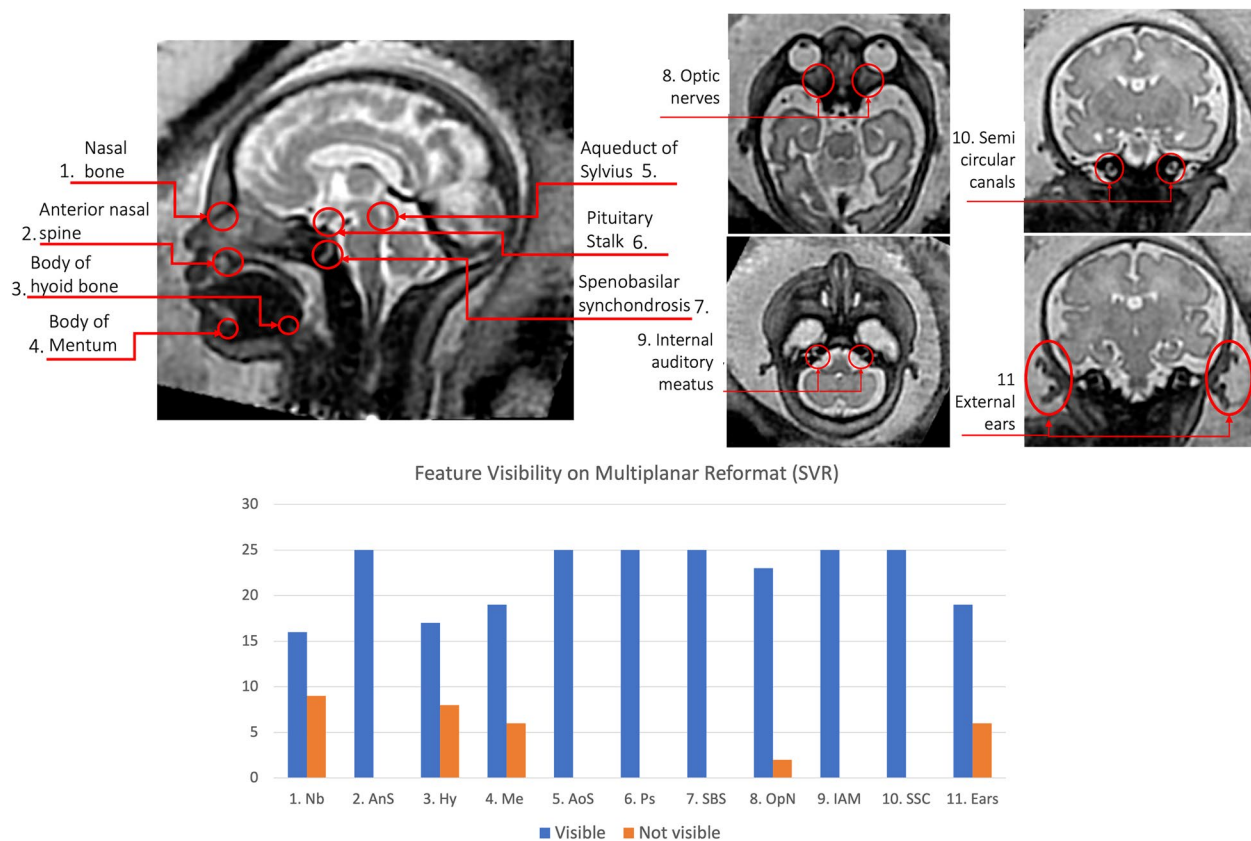 Nasal
1. bone
Anterior nasal
2. spine
Body of
3. hyoid bone
Body of
4. Mentum
Aqueduct of
Sylvius 5.
Pituitary
Stalk 6.
Spenobasilar
synchondrosis 7.
8. Optic
nerves
9. Internal
auditory
meatus
10. Semi
circular
canals
11
External
ears
Feature Visibility on Multiplanar Reformat (SVR)
30
25
20
15
10
5
0
1. Nb 2. AnS 3. Hy 4. Me 5. AoS 6. Ps 7. SBS 8. OpN 9. IAM 10. SSC 11. Ears
Visible Not visible